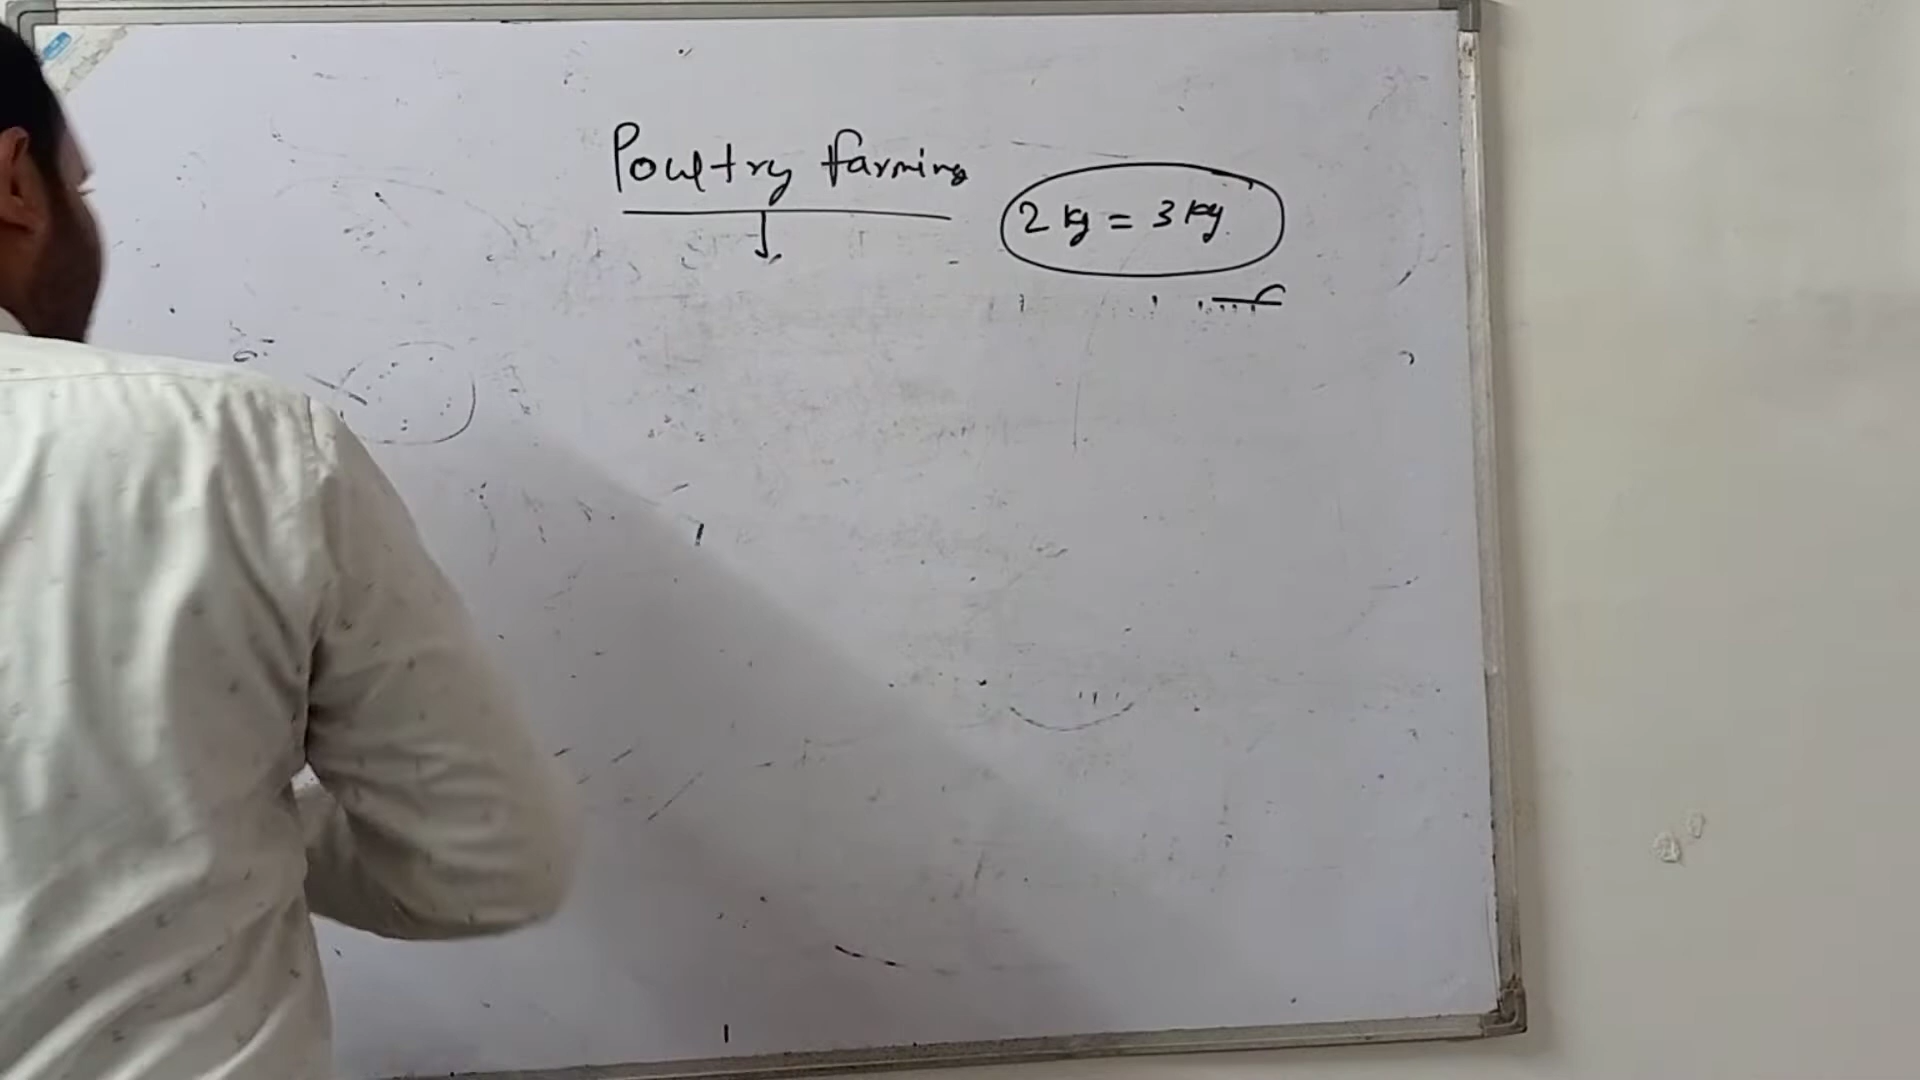 Poultry farming
2 kg = 3 kg